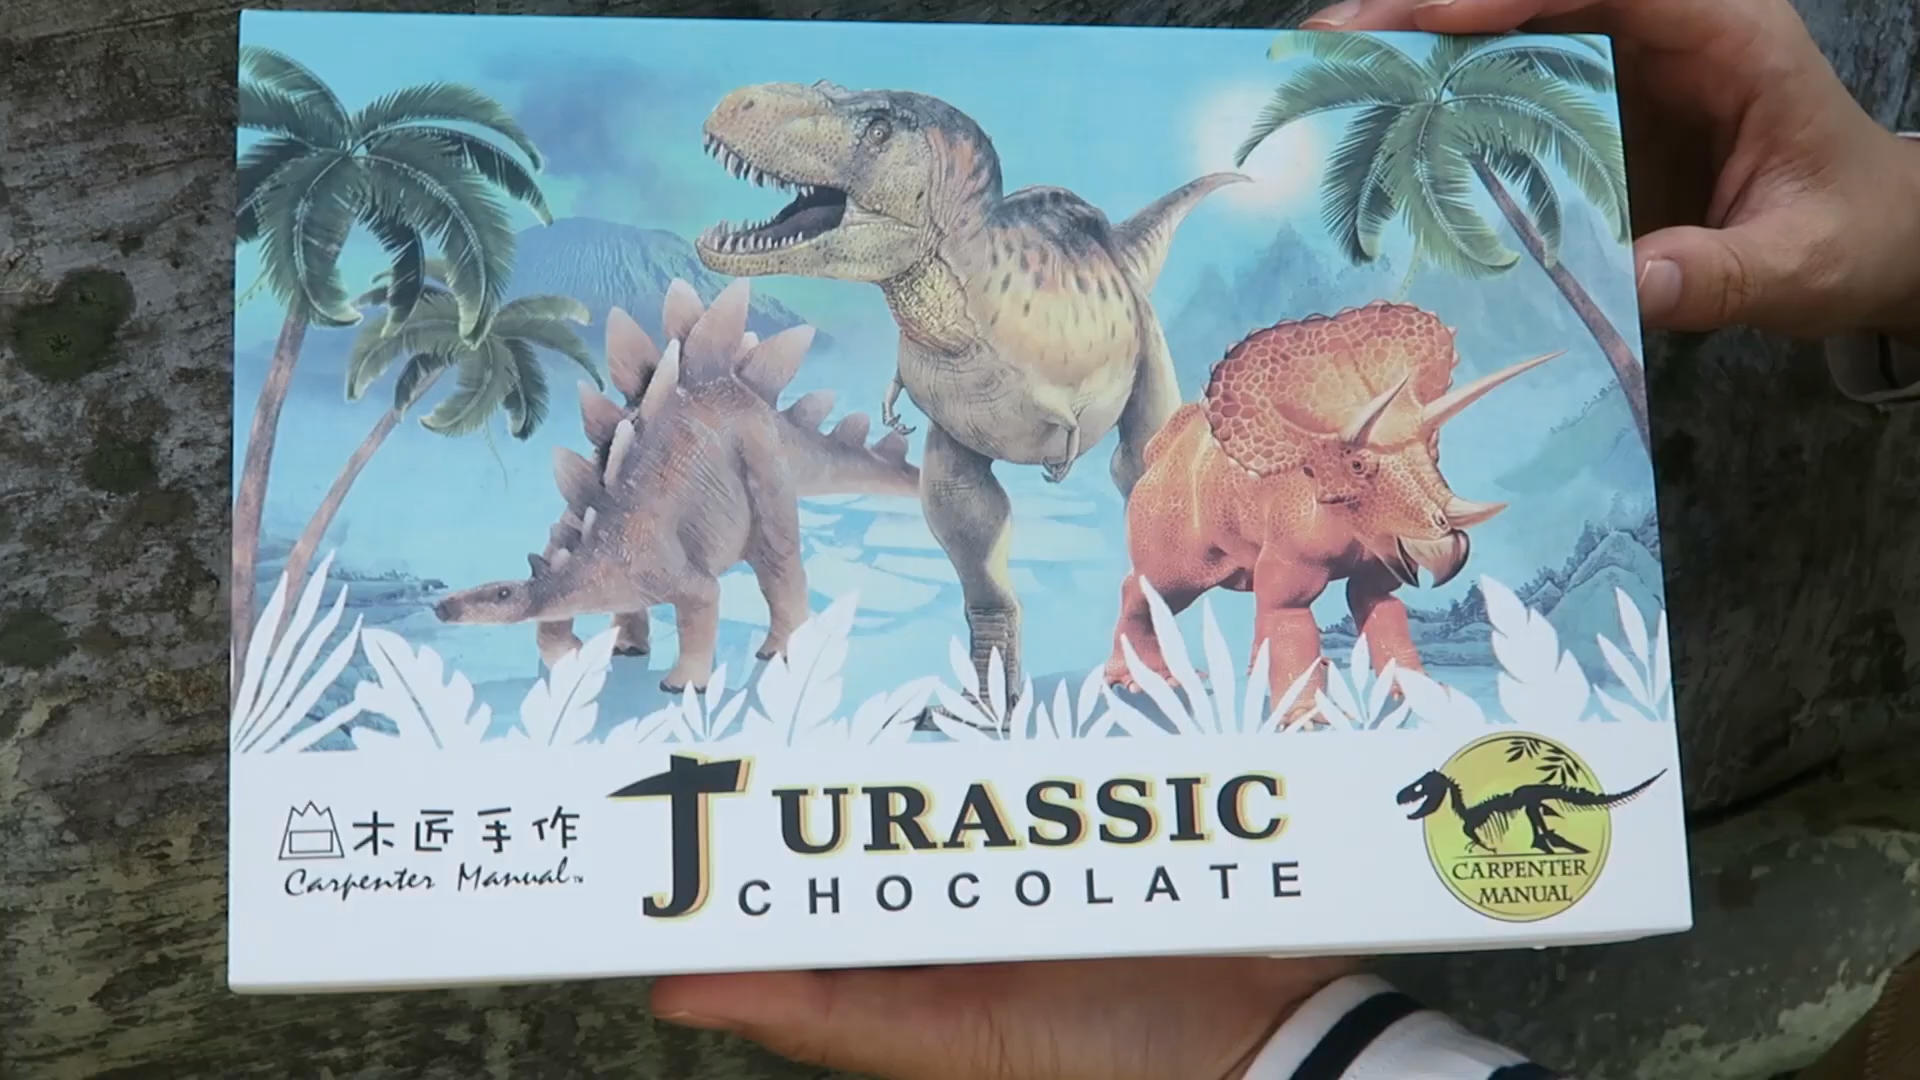 木匠手作
Carpenter Manual™
JURASSIC
CHOCOLATE
CARPENTER
MANUAL